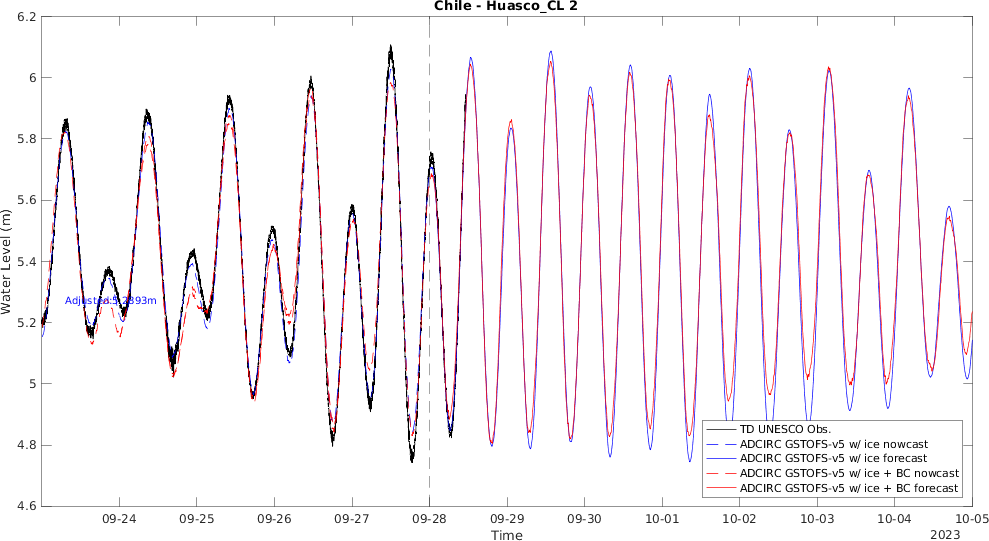 Chile - Huasco_CL 2
6.2
6
5.8
5.6
5.4
5.2
5
4.8
4.6
Water Level (m)
Adjusted:5.2893m
TD UNESCO Obs.
ADCIRC GSTOFS-v5 w/ ice nowcast
ADCIRC GSTOFS-v5 w/ ice forecast
ADCIRC GSTOFS-v5 w/ ice + BC nowcast
ADCIRC GSTOFS-v5 w/ ice + BC forecast
09-24 09-25 09-26 09-27 09-28 09-29 09-30 10-01 10-02 10-03 10-04 10-05
Time 2023